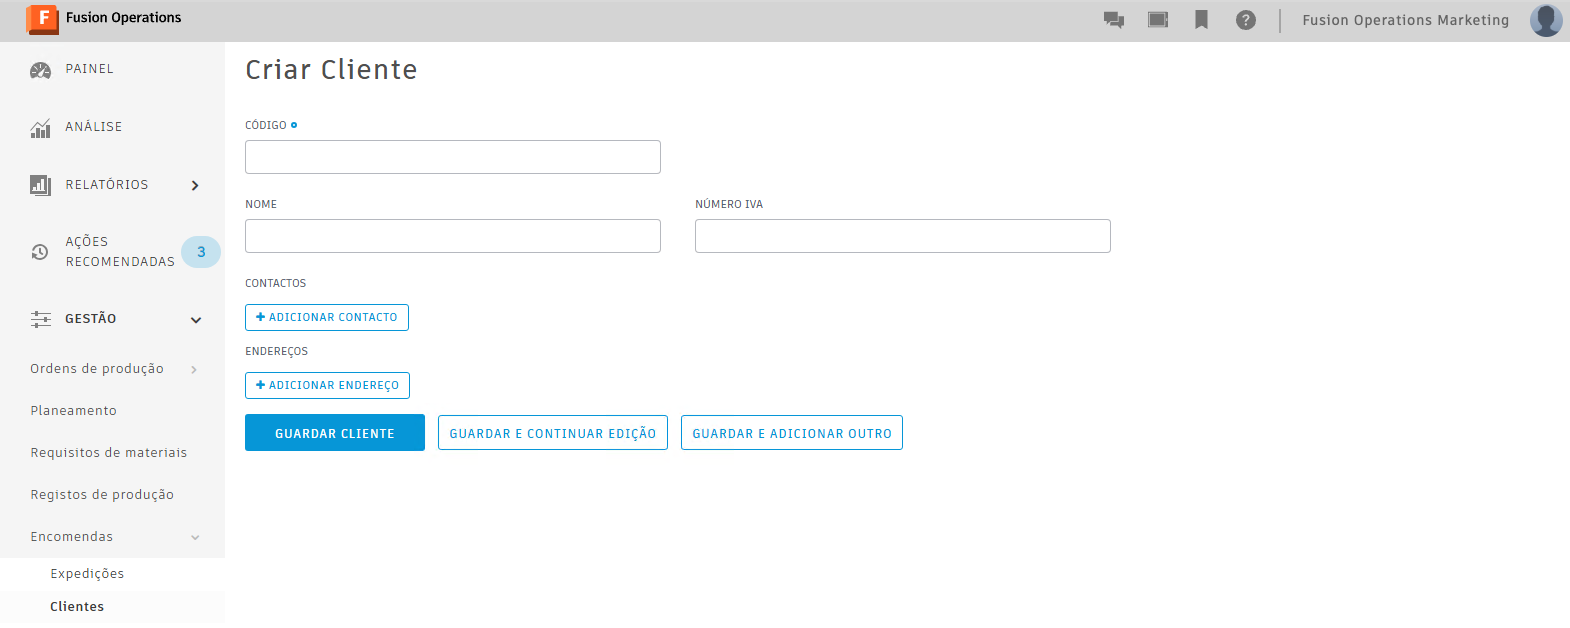 F Fusion Operations
? Fusion Operations Marketing
PAINEL
ANÁLISE
RELATÓRIOS
AÇÕES
RECOMENDADAS 3
GESTÃO
Ordens de produção
Planeamento
Requisitos de materiais
Registos de produção
Encomendas
Expedições
Clientes
Criar Cliente
CÓDIGO
NOME
NÚMERO IVA
CONTACTOS
+ ADICIONAR CONTACTO
ENDEREÇOS
+ ADICIONAR ENDEREÇO
GUARDAR CLIENTE
GUARDAR E CONTINUAR EDIÇÃO
GUARDAR E ADICIONAR OUTRO